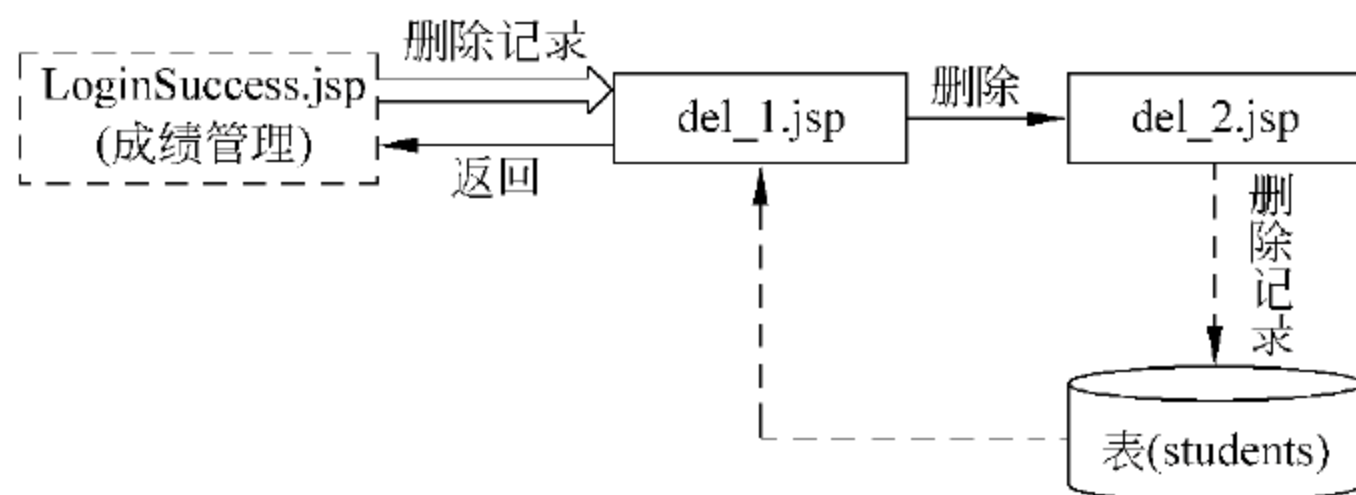 删除记录
LoginSuccess.jsp
(成绩管理)
返回
del_1.jsp
删除
del_2.jsp
删除记录
表(students)